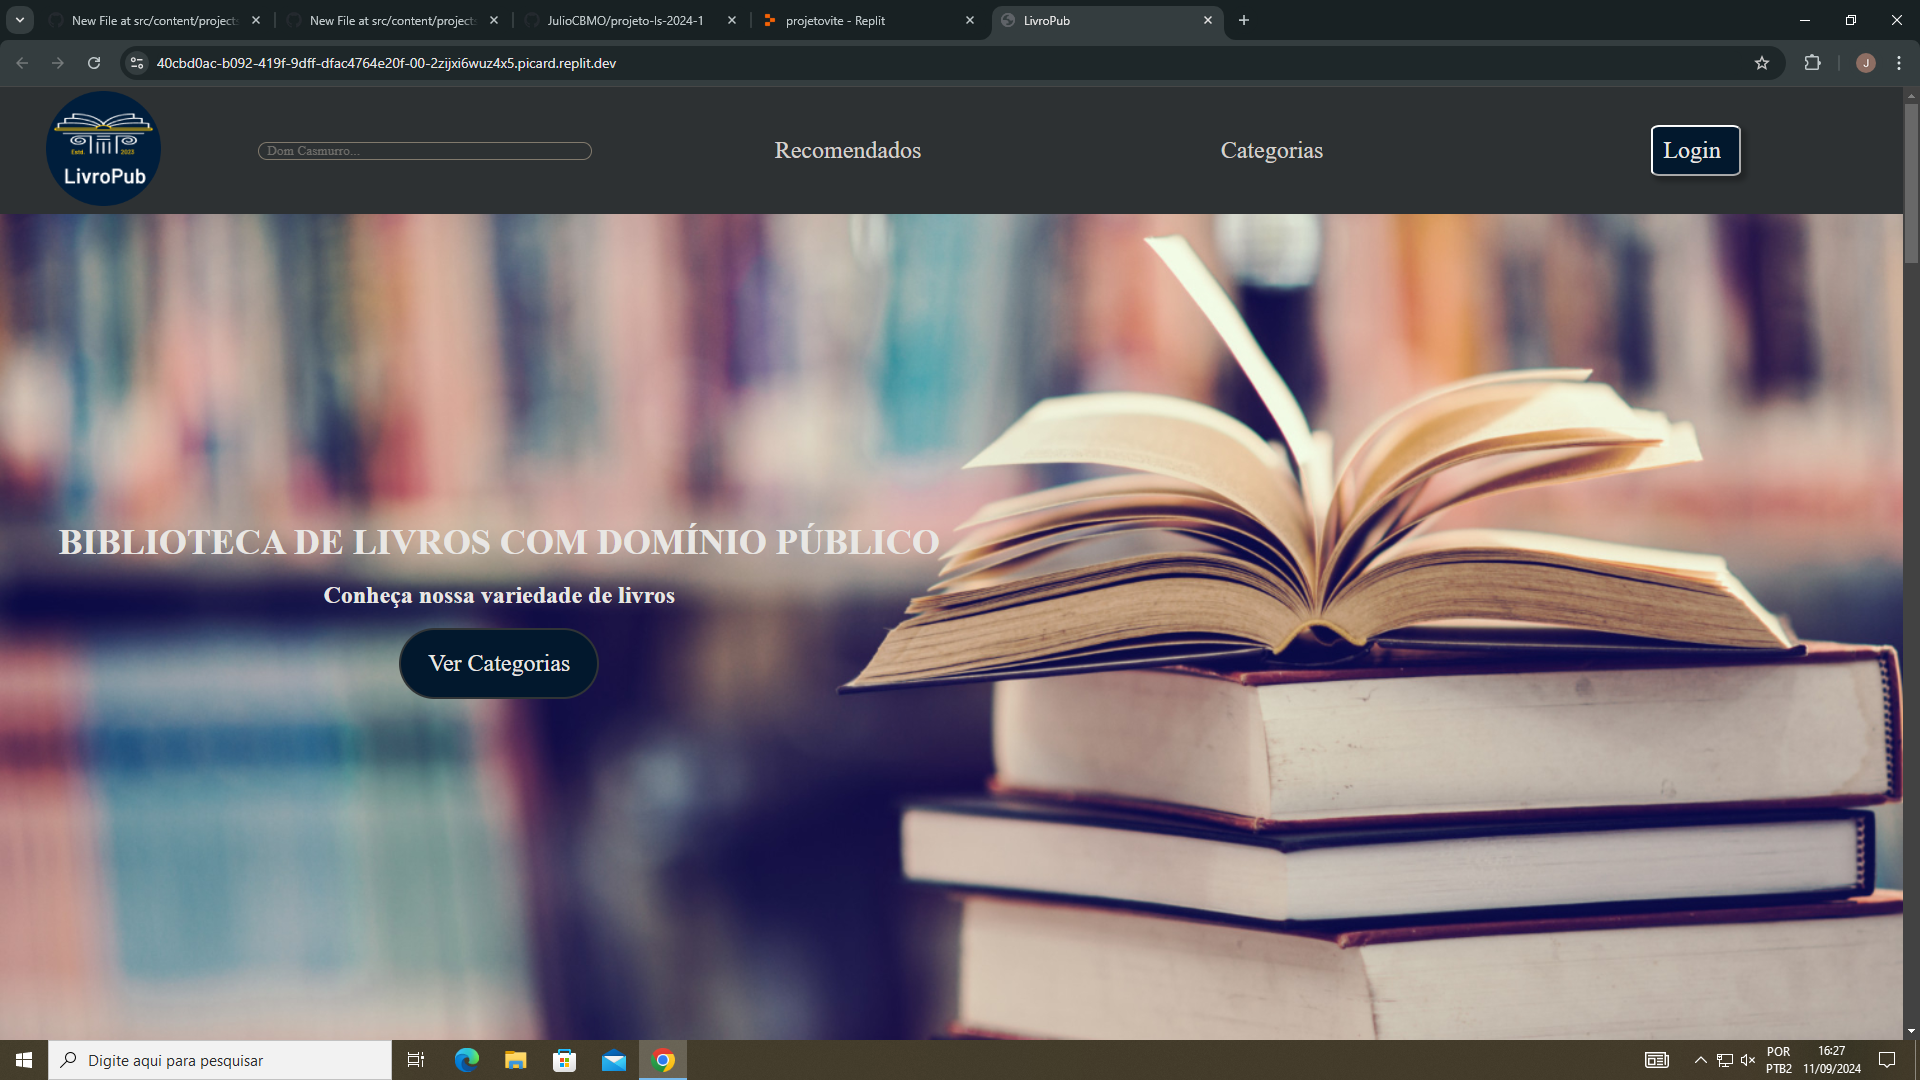 New File at src/content/project
New File at src/content/project
JulioCBMO/projeto-ls-2024-1
projetovite - Replit
LivroPub
40cbd0ac-b092-419f-9dff-dfac4764e20f-00-2zijxi6wuz4x5.picard.replit.dev
J
Estd. 2023
LivroPub
Dom Casmurro...
Recomendados
Categorias
Login
BIBLIOTECA DE LIVROS COM DOMÍNIO PÚBLICO
Conheça nossa variedade de livros
Ver Categorias
Digite aqui para pesquisar
POR
PTB2
16:27
11/09/2024